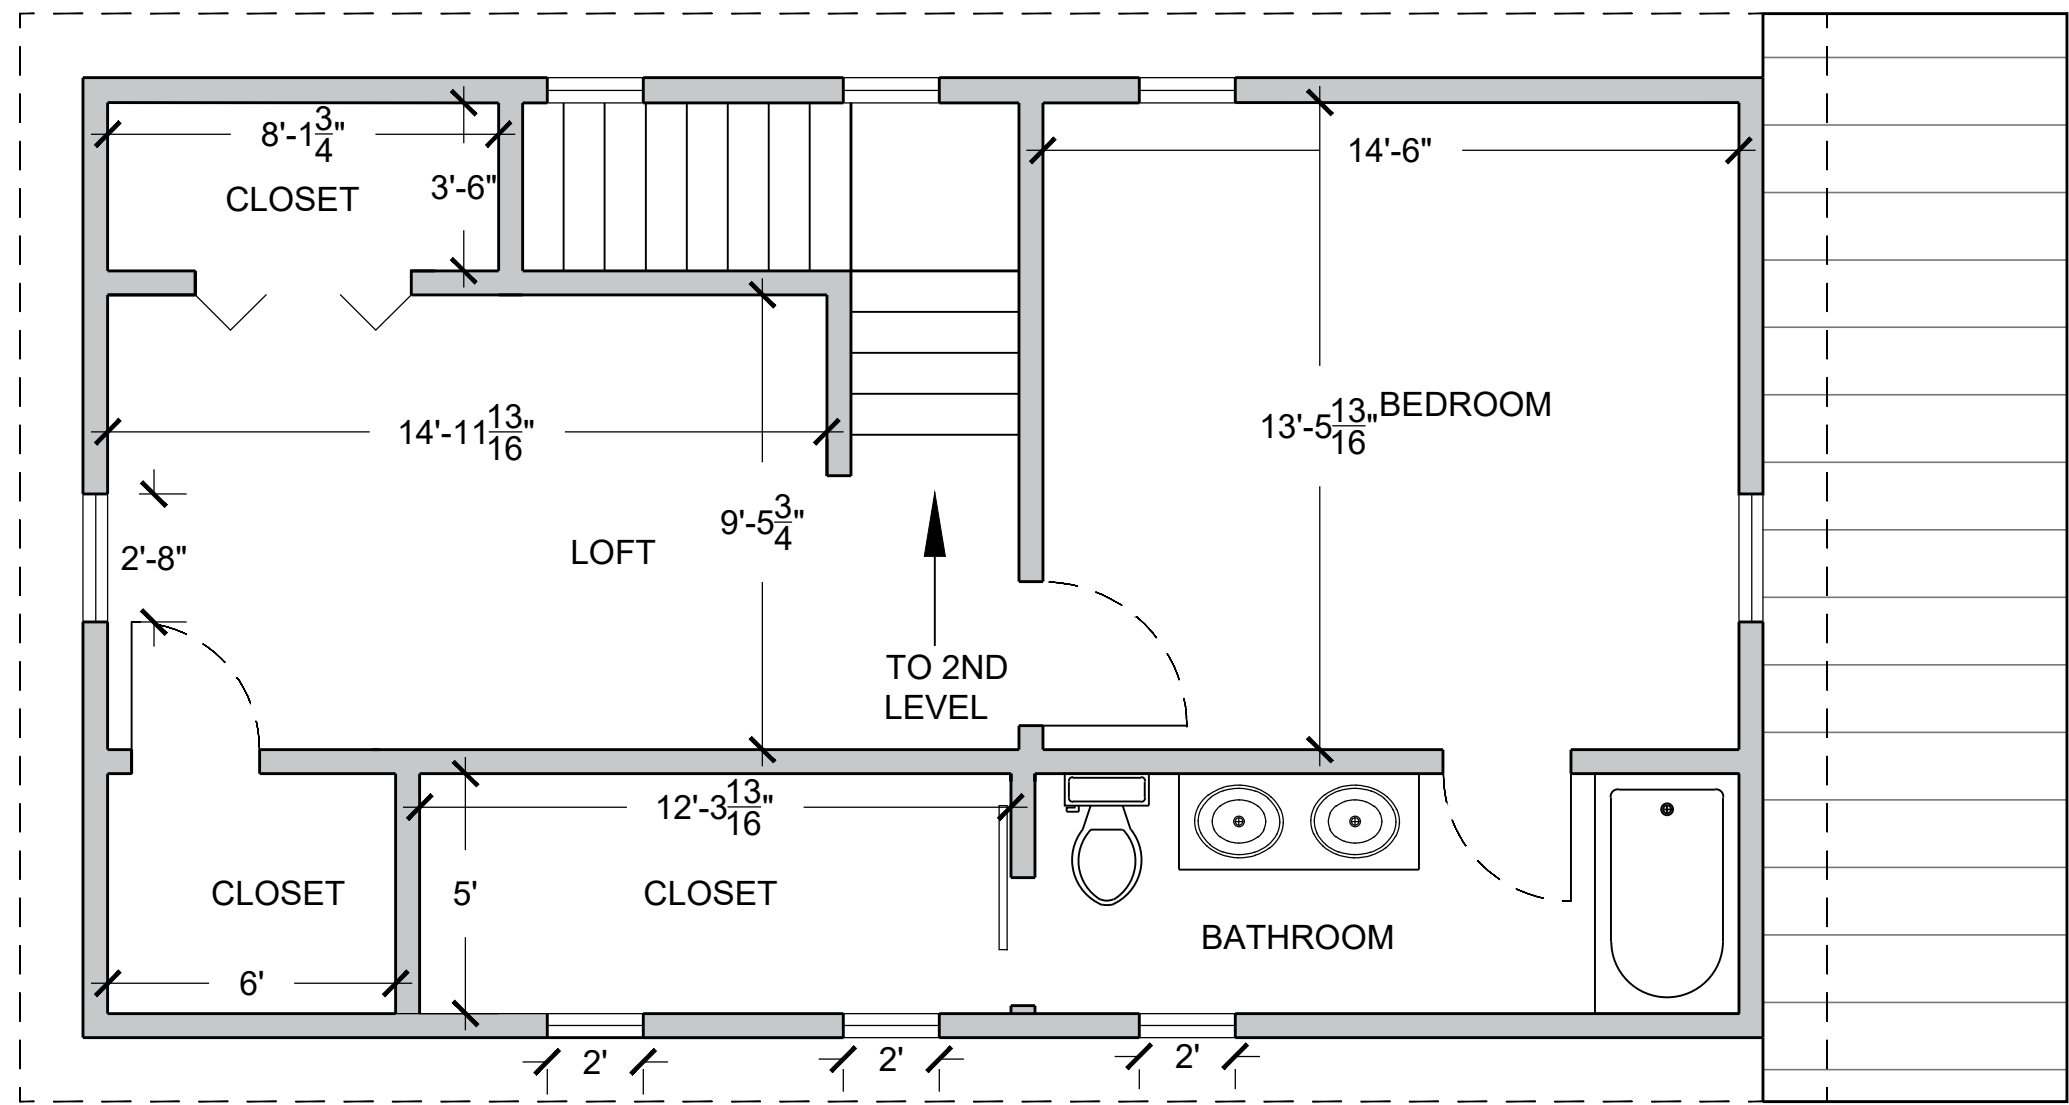 8'-1 3/4"
3'-6"
CLOSET
14'-6"
BEDROOM
14'-11 13/16"
13'-5 13/16"
9'-5 3/4"
LOFT
2'-8"
TO 2ND
LEVEL
12'-3 13/16"
CLOSET
5'
CLOSET
BATHROOM
6'
2'
2'
2'